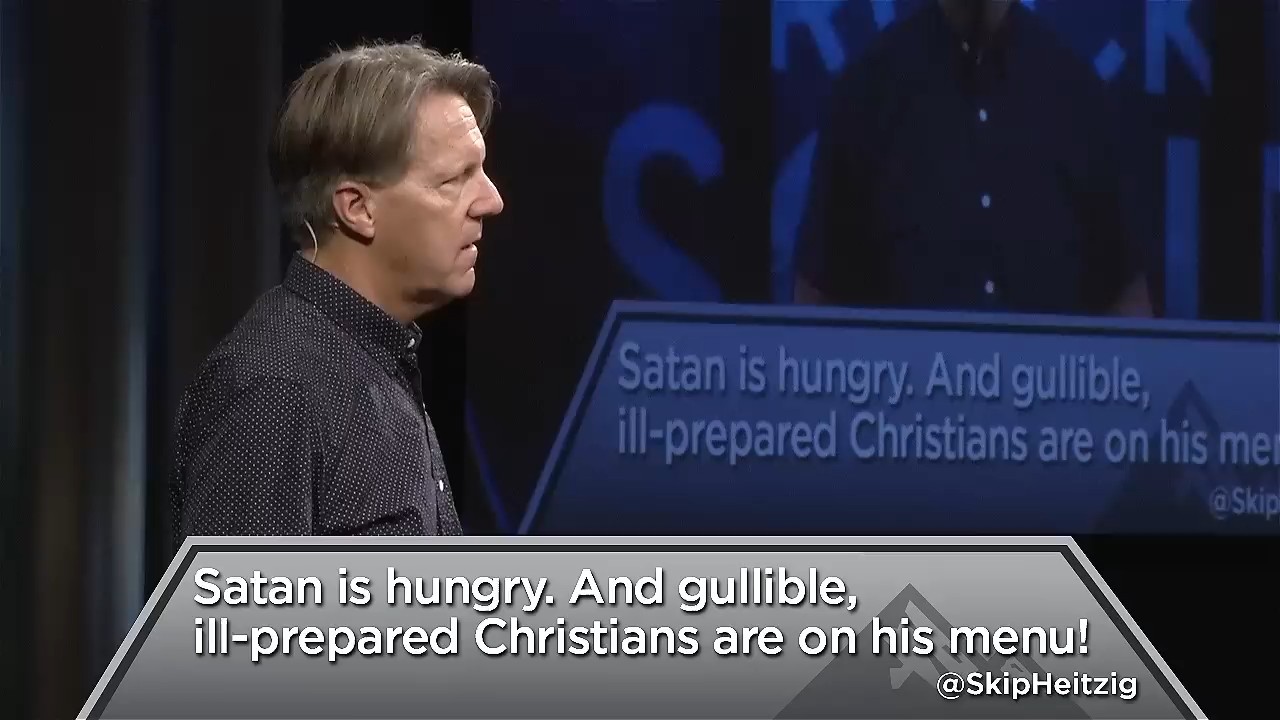 Satan is hungry. And gullible,
ill-prepared Christians are on his me
@Skip
Satan is hungry. And gullible,
ill-prepared Christians are on his menu!
@SkipHeitzig